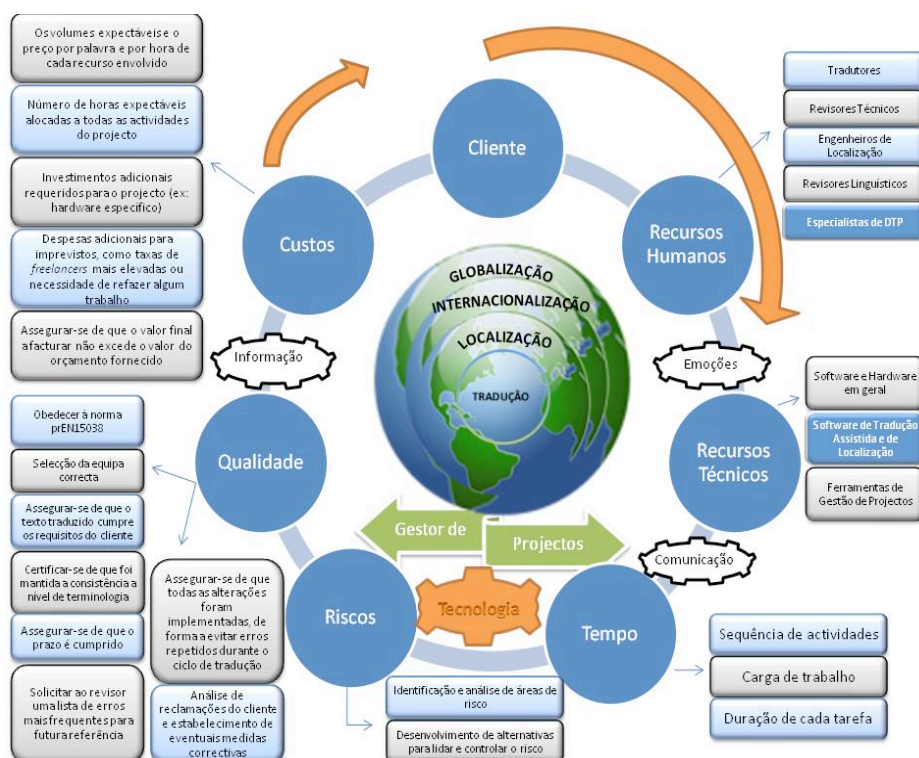 Os volumes expectáveis e o
preço por palavra e por hora de
cada recurso envolvido
Número de horas expectáveis
alocadas a todas as actividades
do projecto
Investimentos adicionais
requeridos para o projecto (ex:
hardware especifico)
Despesas adicionais para
imprevistos, como taxas de
freelancers mais elevadas ou
necessidade de refazer algum
trabalho
Assegurar-se de que o valor final
a facturar não excede o valor do
orçamento fornecido
Custos
Cliente
Recursos
Humanos
Tradutores
Revisores Técnicos
Engenheiros de
Localização
Revisores Linguísticos
Especialistas de DTP
GLOBALIZAÇÃO
INTERNACIONALIZAÇÃO
LOCALIZAÇÃO
TRADUÇÃO
Informação
Emoções
Recursos
Técnicos
Software e Hardware
em geral
Software de Tradução
Assistida e de
Localização
Ferramentas de
Gestão de Projectos
Qualidade
Obedecer à norma
prEN15038
Selecção da equipa
correcta
Assegurar-se de que o
texto traduzido cumpre
os requisitos do cliente
Certificar-se de que foi
mantida a consistência a
nível de terminologia
Assegurar-se de que o
prazo é cumprido
Solicitar ao revisor
uma lista de erros
mais frequentes para
futura referência
Assegurar-se de que
todas as alterações
foram
implementadas, de
forma a evitar erros
repetidos durante o
ciclo de tradução
Análise de
reclamações do cliente
e estabelecimento de
eventuais medidas
correctivas
Gestor de
Projectos
Comunicação
Tecnologia
Riscos
Identificação e análise de áreas de
risco
Desenvolvimento de alternativas
para lidar e controlar o risco
Tempo
Sequência de actividades
Carga de trabalho
Duração de cada tarefa